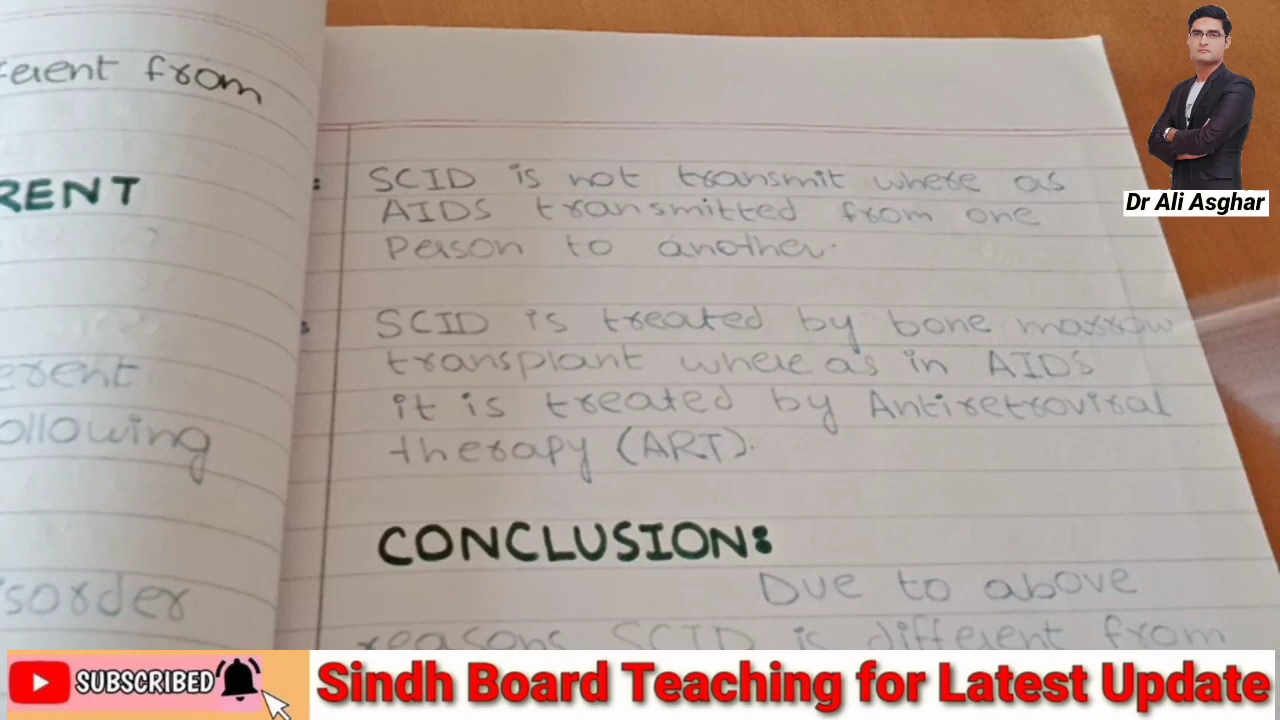 ferent from
RENT
erent
ollowing
isorder
: SCID is not transmit where as
AIDS transmitted from one
Person to another.
SCID is treated by bone marrow
transplant where as in AIDS
it is treated by Antiretroviral
therapy (ART).
CONCLUSION:
Due to above
reasons SCID is different from
Dr Ali Asghar
SUBSCRIBED
Sindh Board Teaching for Latest Update